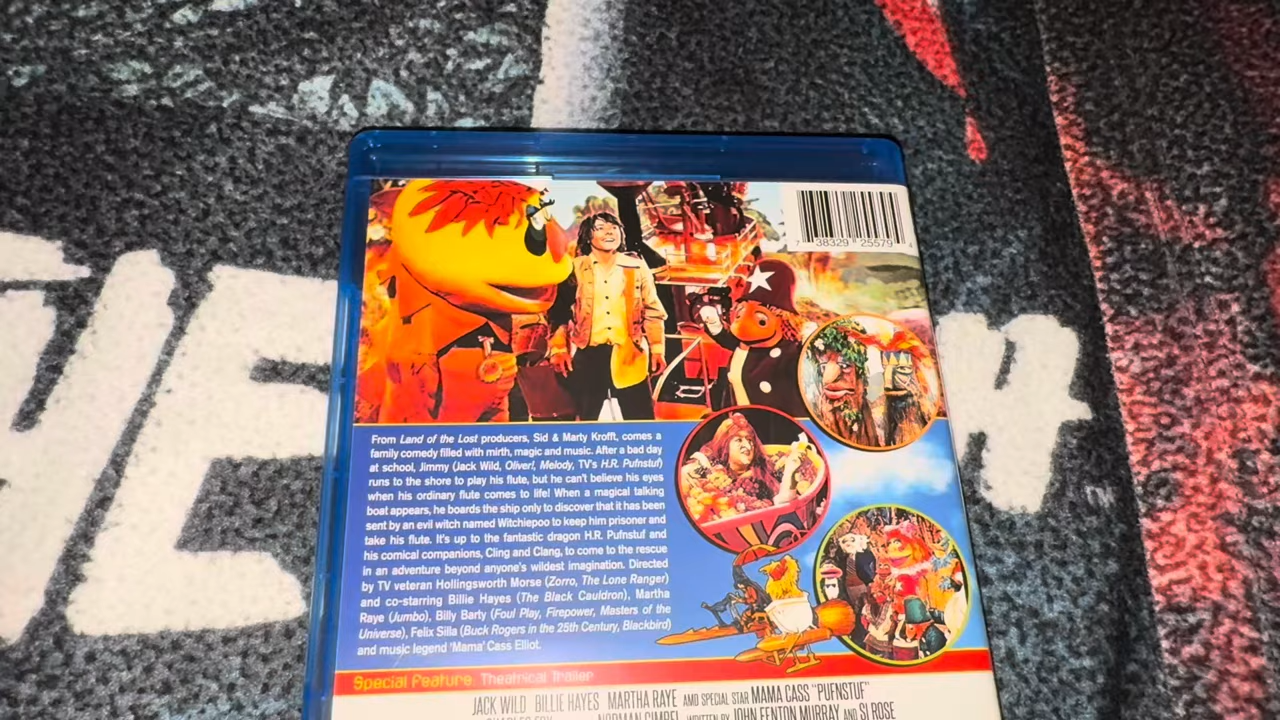 7 38329 25579 4
From Land of the Lost producers, Sid & Marty Krofft, comes a
family comedy filled with mirth, magic and music. After a bad
day at school, Jimmy (Jack Wild, Oliver!, Melody, TV's H.R. Pufnstuf)
runs to the shore to play his flute, but he can't believe his eyes
when his ordinary flute comes to life! When a magical talking
boat appears, he boards the ship only to discover that it has been
sent by an evil witch named Witchiepoo to keep him prisoner and
take his flute. It's up to the fantastic dragon H.R. Pufnstuf and
his comical companions, Cling and Clang, to come to the rescue
in an adventure beyond anyone's wildest imagination. Directed
by TV veteran Hollingsworth Morse (Zorro, The Lone Ranger)
and co-starring Billie Hayes (The Black Cauldron), Martha
Raye (Jumbo), Billy Barty (Foul Play, Firepower, Masters of the
Universe), Felix Silla (Buck Rogers in the 25th Century, Blackbird)
and music legend 'Mama' Cass Elliot.
Special Feature: Theatrical Trailer
JACK WILD BILLIE HAYES MARTHA RAYE AND SPECIAL STAR MAMA CASS "PUFNSTUF"
NORMAN GIMBEL WRITTEN BY JOHN FENTON MURRAY AND SI ROSE